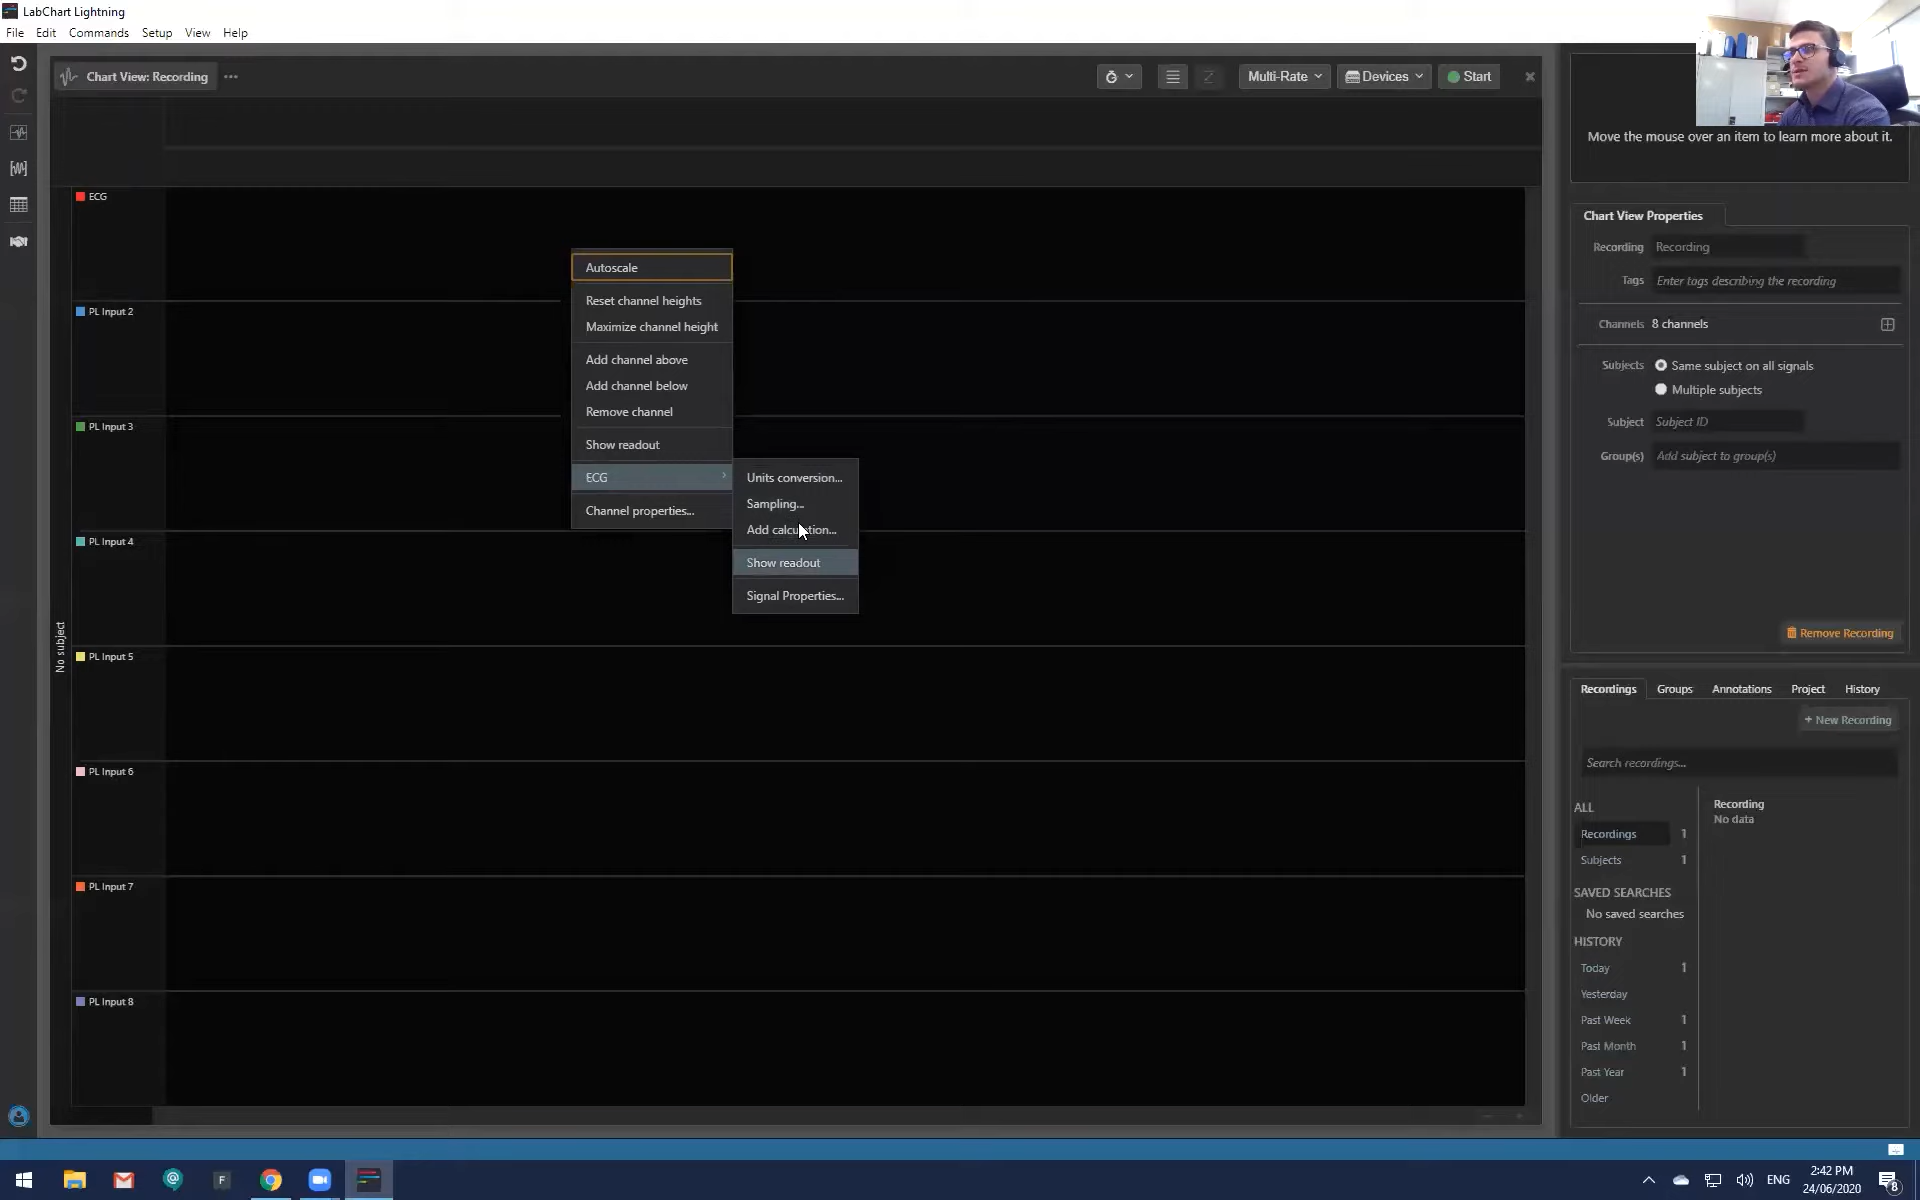 LabChart Lightning
File Edit Commands Setup View Help
Chart View: Recording
Multi-Rate Devices Start
Move the mouse over an item to learn more about it.
ECG
PL Input 2
PL Input 3
PL Input 4
PL Input 5
PL Input 6
PL Input 7
PL Input 8
No subject
Autoscale
Reset channel heights
Maximize channel height
Add channel above
Add channel below
Remove channel
Show readout
ECG
Channel properties...
Units conversion...
Sampling...
Add calculation...
Show readout
Signal Properties...
Chart View Properties
Recording Recording
Tags Enter tags describing the recording
Channels 8 channels
Subjects Same subject on all signals
Multiple subjects
Subject Subject ID
Group(s) Add subject to group(s)
Remove Recording
Recordings Groups Annotations Project History
+ New Recording
Search recordings...
ALL
Recordings 1
Subjects 1
SAVED SEARCHES
No saved searches
HISTORY
Today 1
Yesterday
Past Week 1
Past Month 1
Past Year 1
Older
Recording
No data
F
ENG
2:42 PM
24/06/2020
8